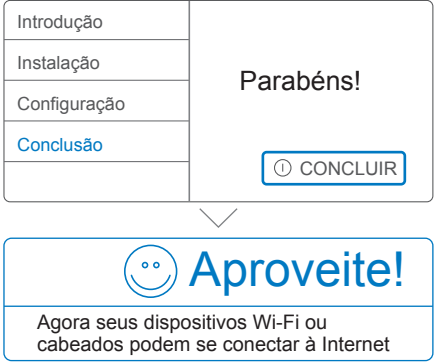 Introdução
Instalação
Configuração
Conclusão
Parabéns!
CONCLUIR
Aproveite!
Agora seus dispositivos Wi-Fi ou
cabeados podem se conectar à Internet